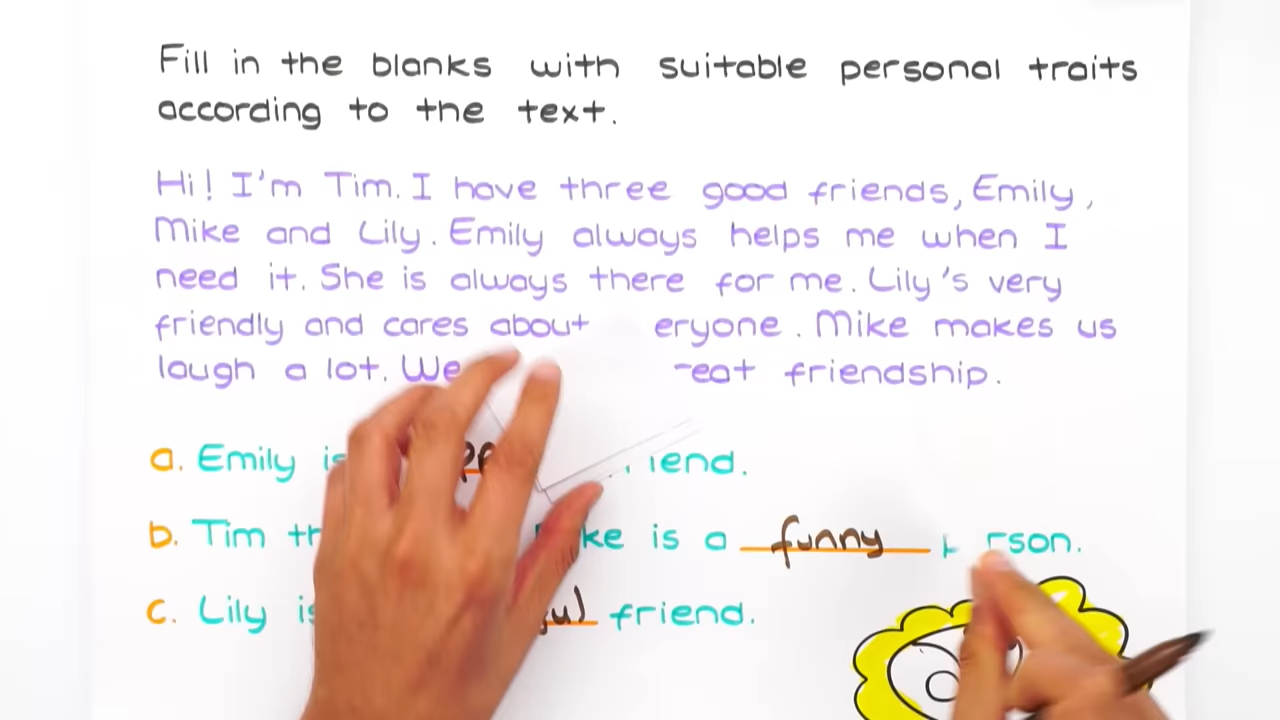 Fill in the blanks with suitable personal traits
according to the text.
Hi! I'm Tim. I have three good friends, Emily,
Mike and Lily. Emily always helps me when I
need it. She is always there for me. Lily's very
friendly and cares about eryone. Mike makes us
laugh a lot. We eat friendship.
a. Emily is iend.
b. Tim th ke is a funny rson.
c. Lily is friend.